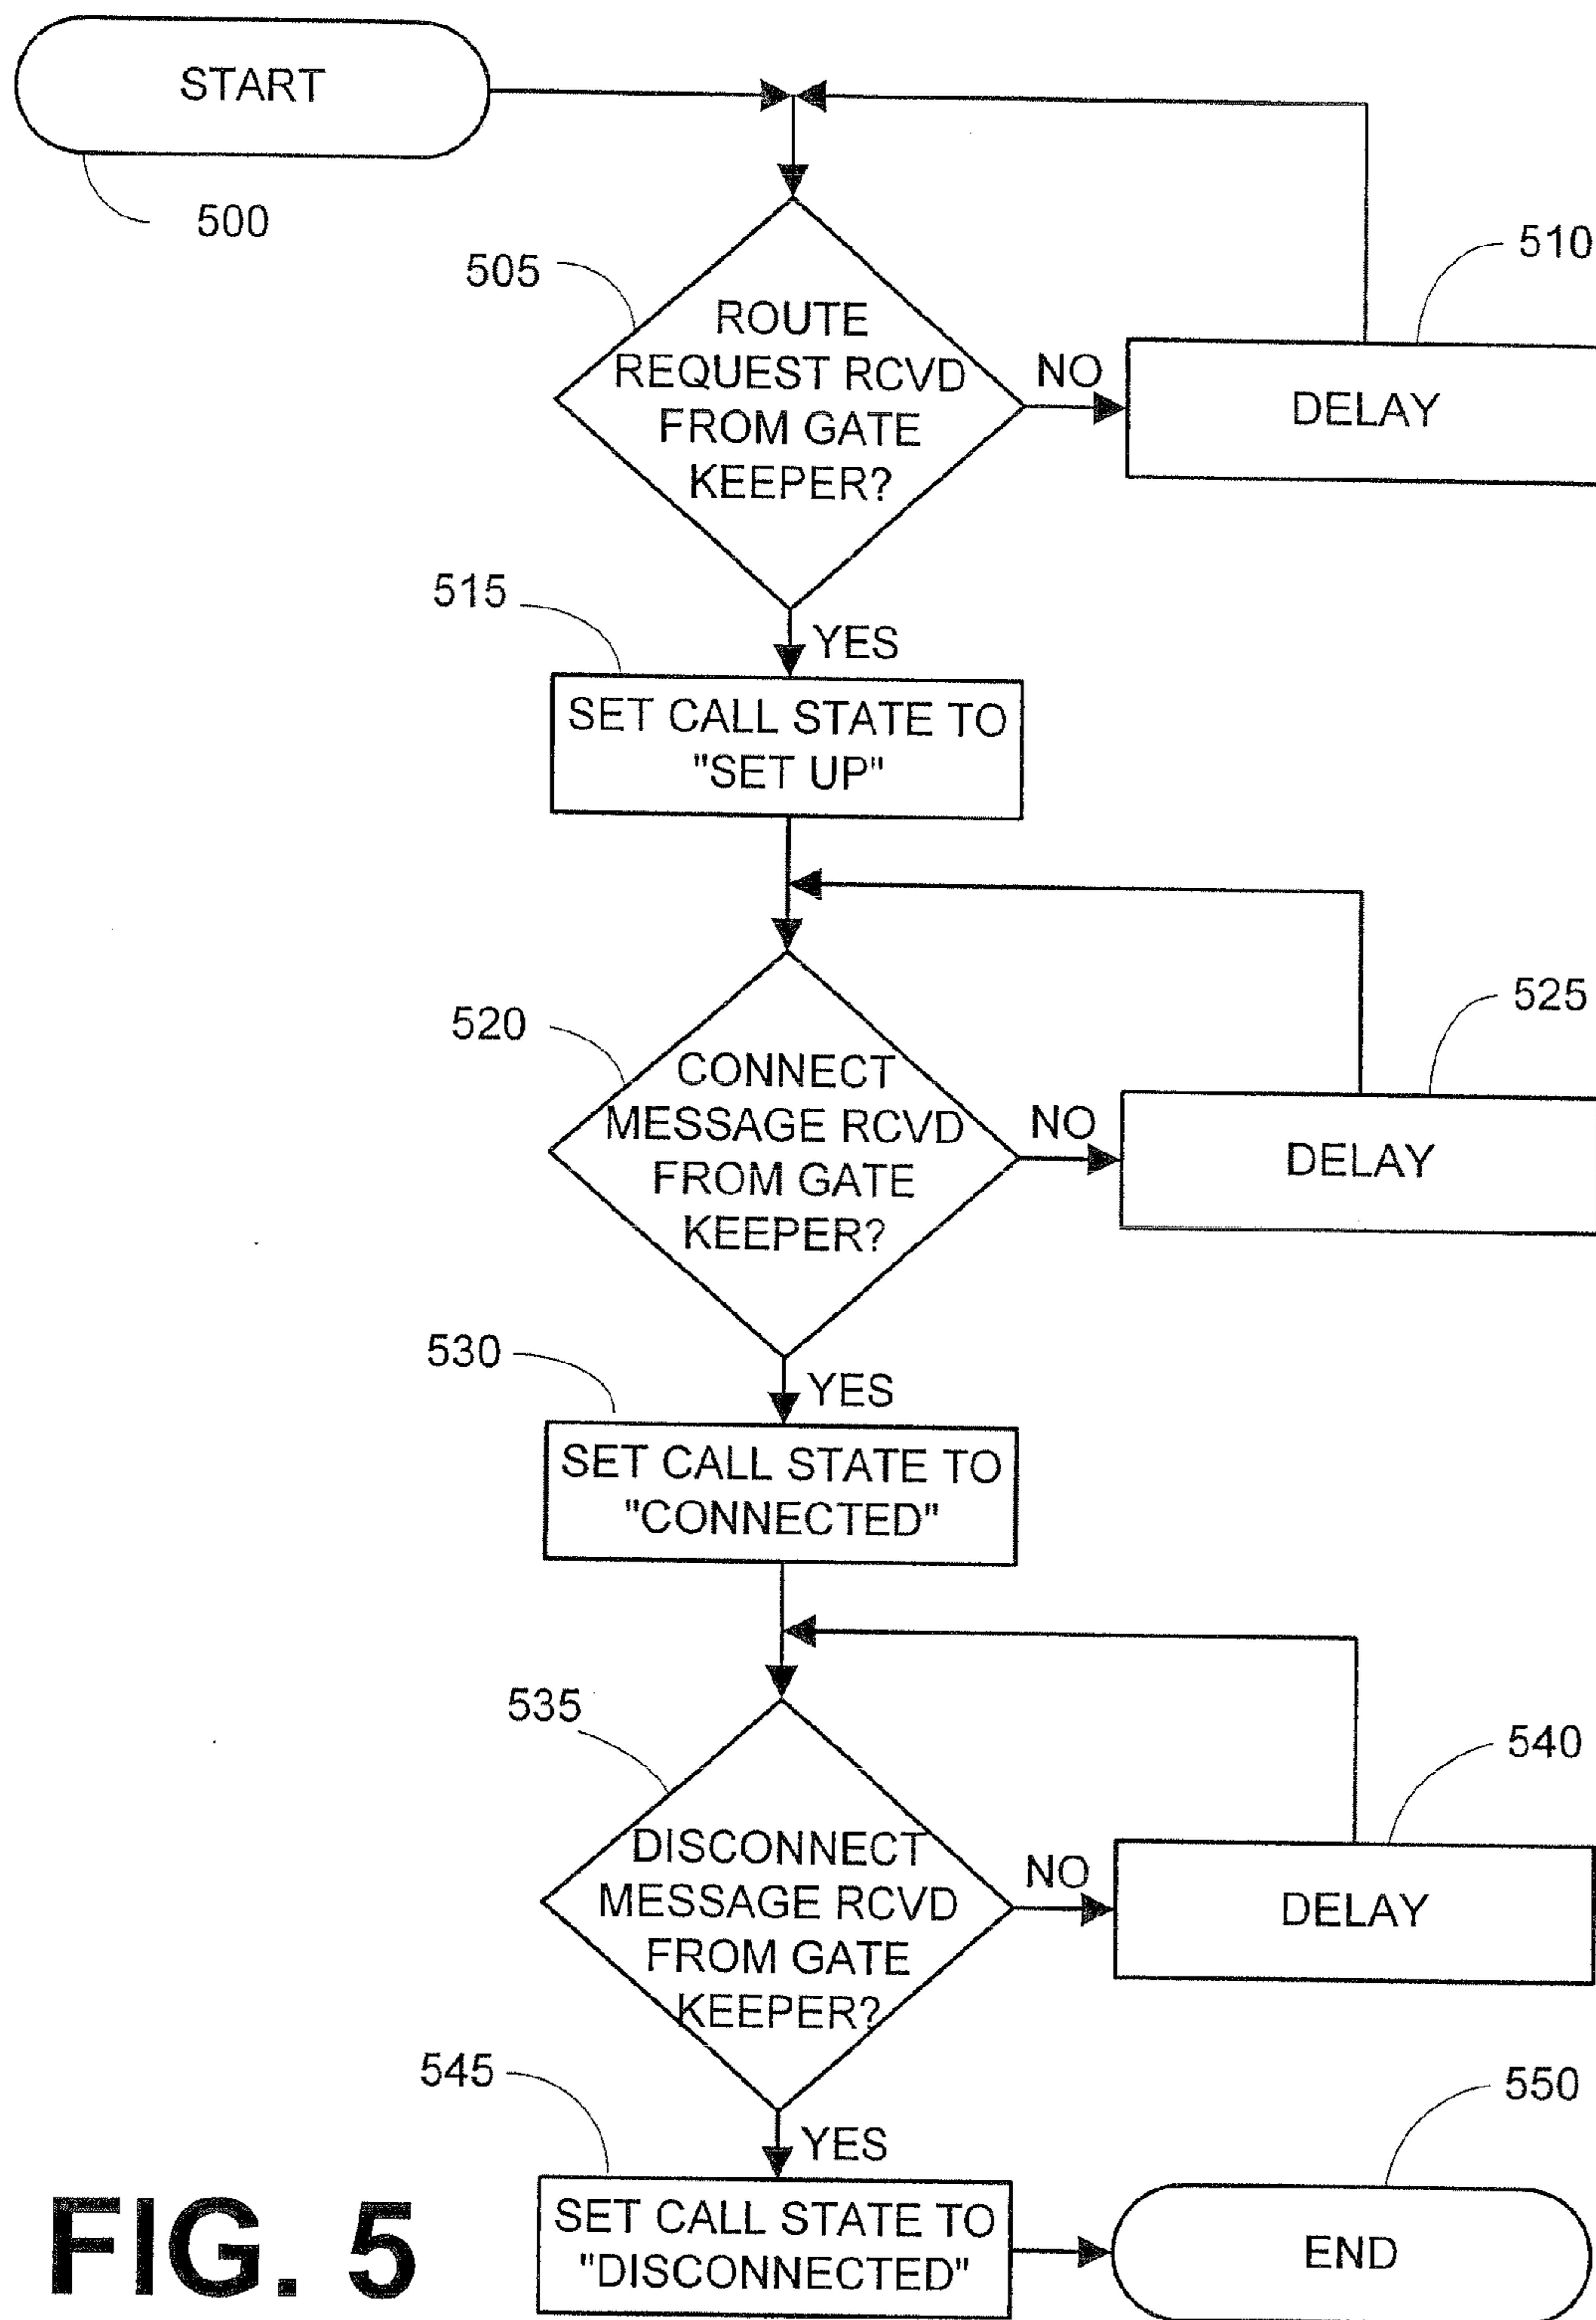 START
500
505
510
ROUTE
REQUEST RCVD
FROM GATE
KEEPER?
NO
DELAY
515
YES
SET CALL STATE TO
"SET UP"
520
525
CONNECT
MESSAGE RCVD
FROM GATE
KEEPER?
NO
DELAY
530
YES
SET CALL STATE TO
"CONNECTED"
535
540
DISCONNECT
MESSAGE RCVD
FROM GATE
KEEPER?
NO
DELAY
545
550
YES
SET CALL STATE TO
"DISCONNECTED"
END
FIG. 5